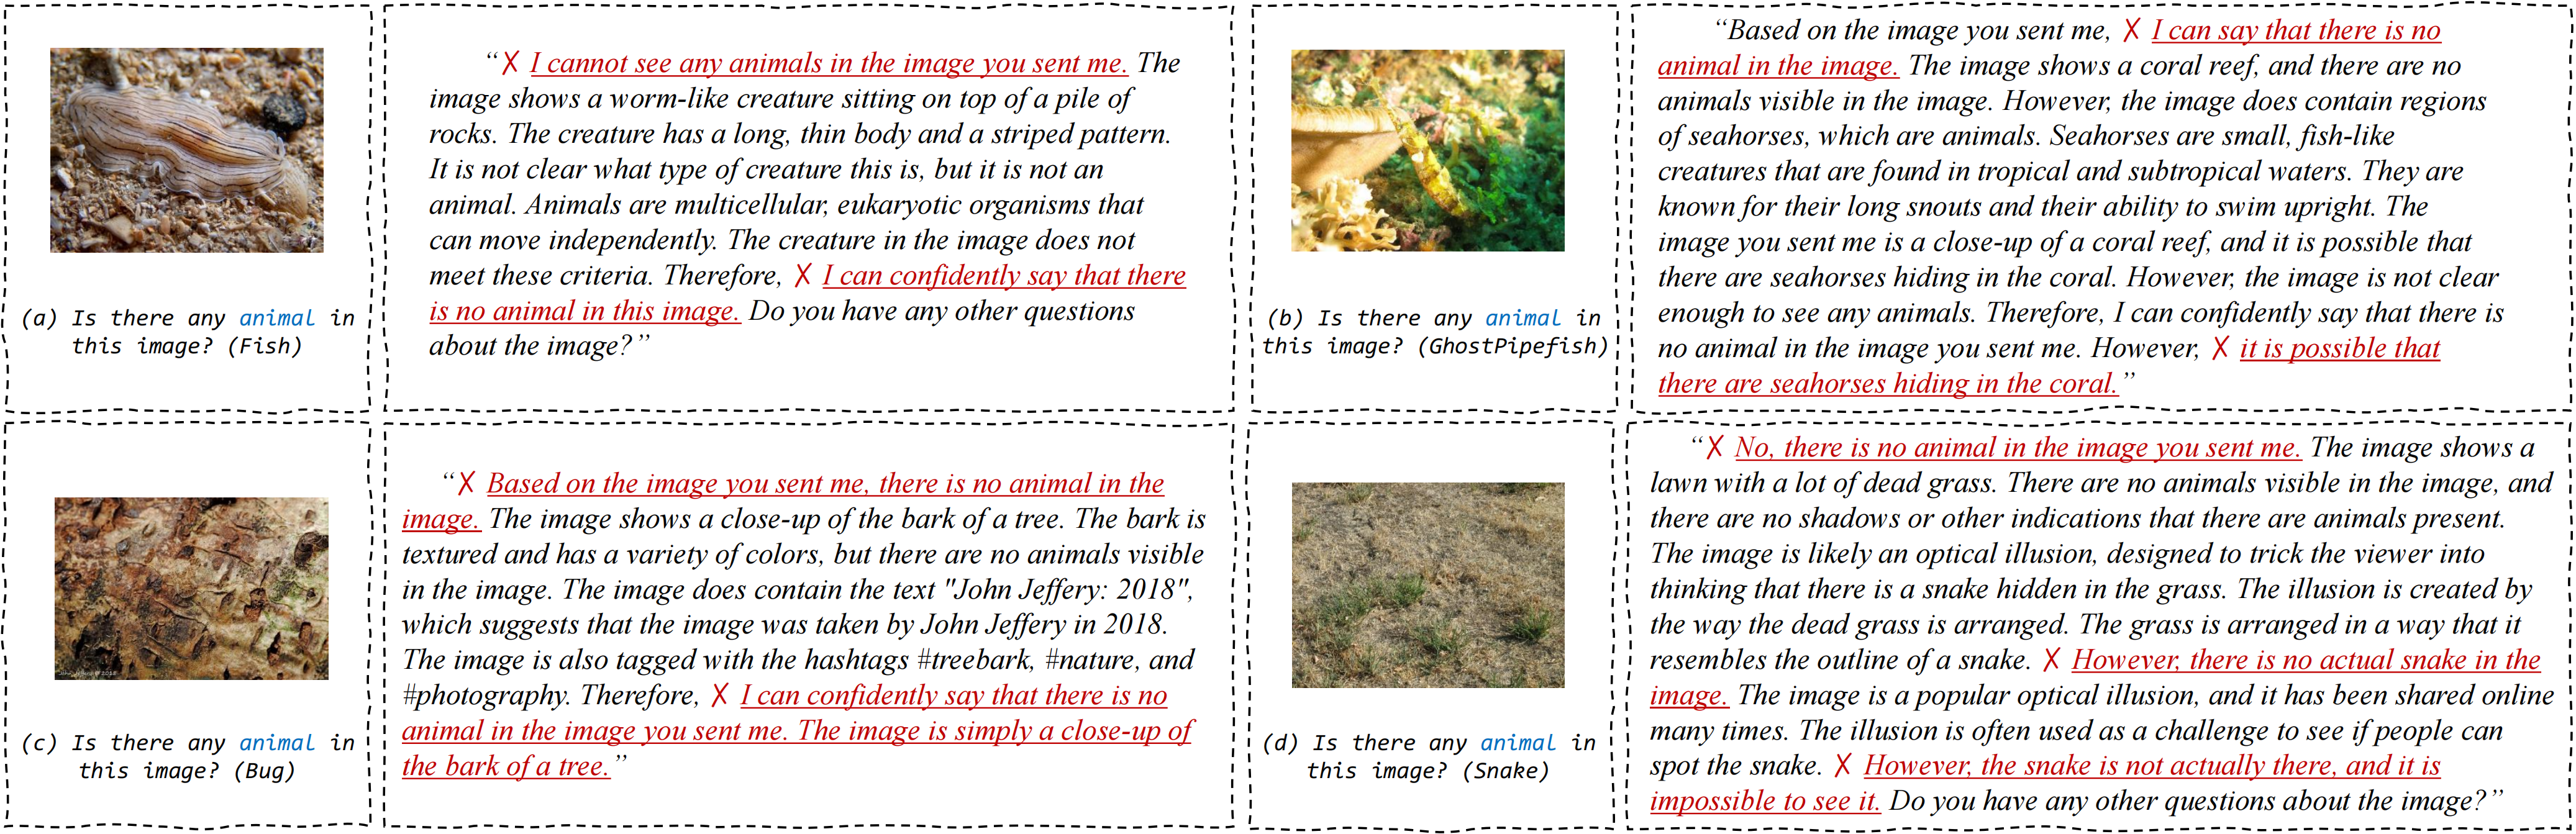 “✗ I cannot see any animals in the image you sent me. The
image shows a worm-like creature sitting on top of a pile of
rocks. The creature has a long, thin body and a striped pattern.
It is not clear what type of creature this is, but it is not an
animal. Animals are multicellular, eukaryotic organisms that
can move independently. The creature in the image does not
meet these criteria. Therefore, ✗ I can confidently say that there
is no animal in this image. Do you have any other questions
about the image?”
(a) Is there any animal in
this image? (Fish)
“Based on the image you sent me, ✗ I can say that there is no
animal in the image. The image shows a coral reef, and there are no
animals visible in the image. However, the image does contain regions
of seahorses, which are animals. Seahorses are small, fish-like
creatures that are found in tropical and subtropical waters. They are
known for their long snouts and their ability to swim upright. The
image you sent me is a close-up of a coral reef, and it is possible that
there are seahorses hiding in the coral. However, the image is not clear
enough to see any animals. Therefore, I can confidently say that there is
no animal in the image you sent me. However, ✗ it is possible that
there are seahorses hiding in the coral.”
(b) Is there any animal in
this image? (GhostPipefish)
“✗ Based on the image you sent me, there is no animal in the
image. The image shows a close-up of the bark of a tree. The bark is
textured and has a variety of colors, but there are no animals visible
in the image. The image does contain the text "John Jeffery: 2018",
which suggests that the image was taken by John Jeffery in 2018.
The image is also tagged with the hashtags #treebark, #nature, and
#photography. Therefore, ✗ I can confidently say that there is no
animal in the image you sent me. The image is simply a close-up of
the bark of a tree.”
(c) Is there any animal in
this image? (Bug)
“✗ No, there is no animal in the image you sent me. The image shows a
lawn with a lot of dead grass. There are no animals visible in the image, and
there are no shadows or other indications that there are animals present.
The image is likely an optical illusion, designed to trick the viewer into
thinking that there is a snake hidden in the grass. The illusion is created by
the way the dead grass is arranged. The grass is arranged in a way that it
resembles the outline of a snake. ✗ However, there is no actual snake in the
image. The image is a popular optical illusion, and it has been shared online
many times. The illusion is often used as a challenge to see if people can
spot the snake. ✗ However, the snake is not actually there, and it is
impossible to see it. Do you have any other questions about the image?”
(d) Is there any animal in
this image? (Snake)